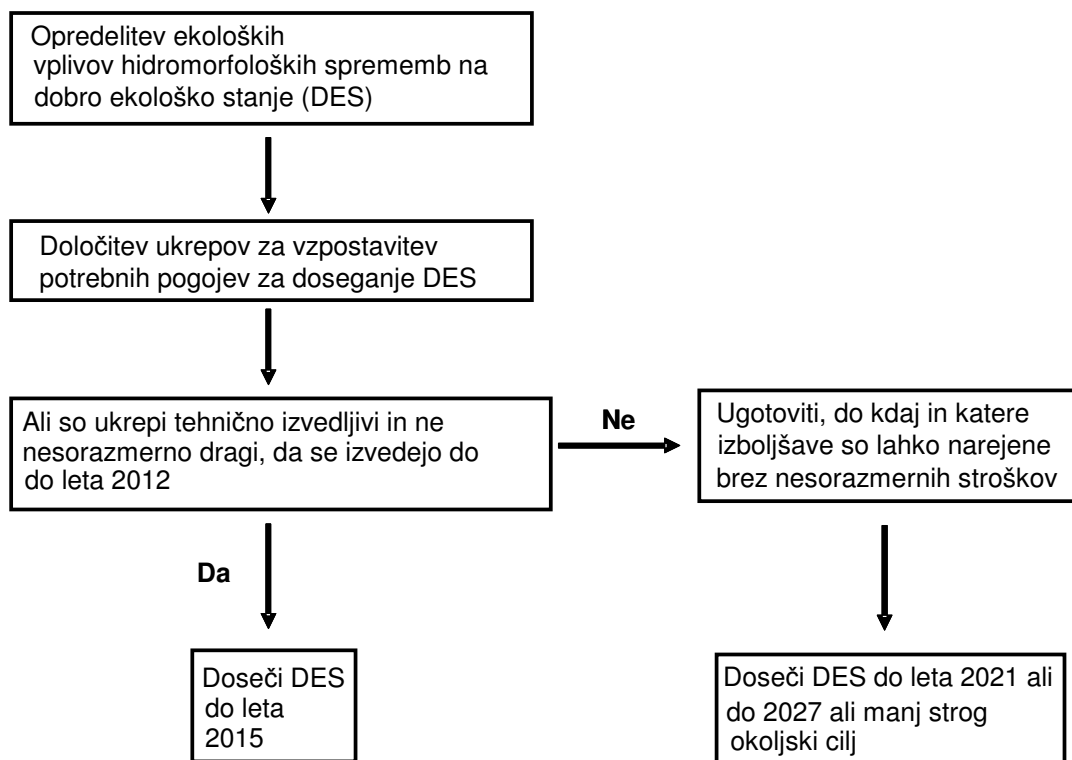 Opredelitev ekoloških
vplivov hidromorfoloških sprememb na
dobro ekološko stanje (DES)
Določitev ukrepov za vzpostavitev
potrebnih pogojev za doseganje DES
Ali so ukrepi tehnično izvedljivi in ne
nesorazmerno dragi, da se izvedejo do
do leta 2012
Ne
Ugotoviti, do kdaj in katere
izboljšave so lahko narejene
brez nesorazmernih stroškov
Da
Doseči DES
do leta
2015
Doseči DES do leta 2021 ali
do 2027 ali manj strog
okoljski cilj